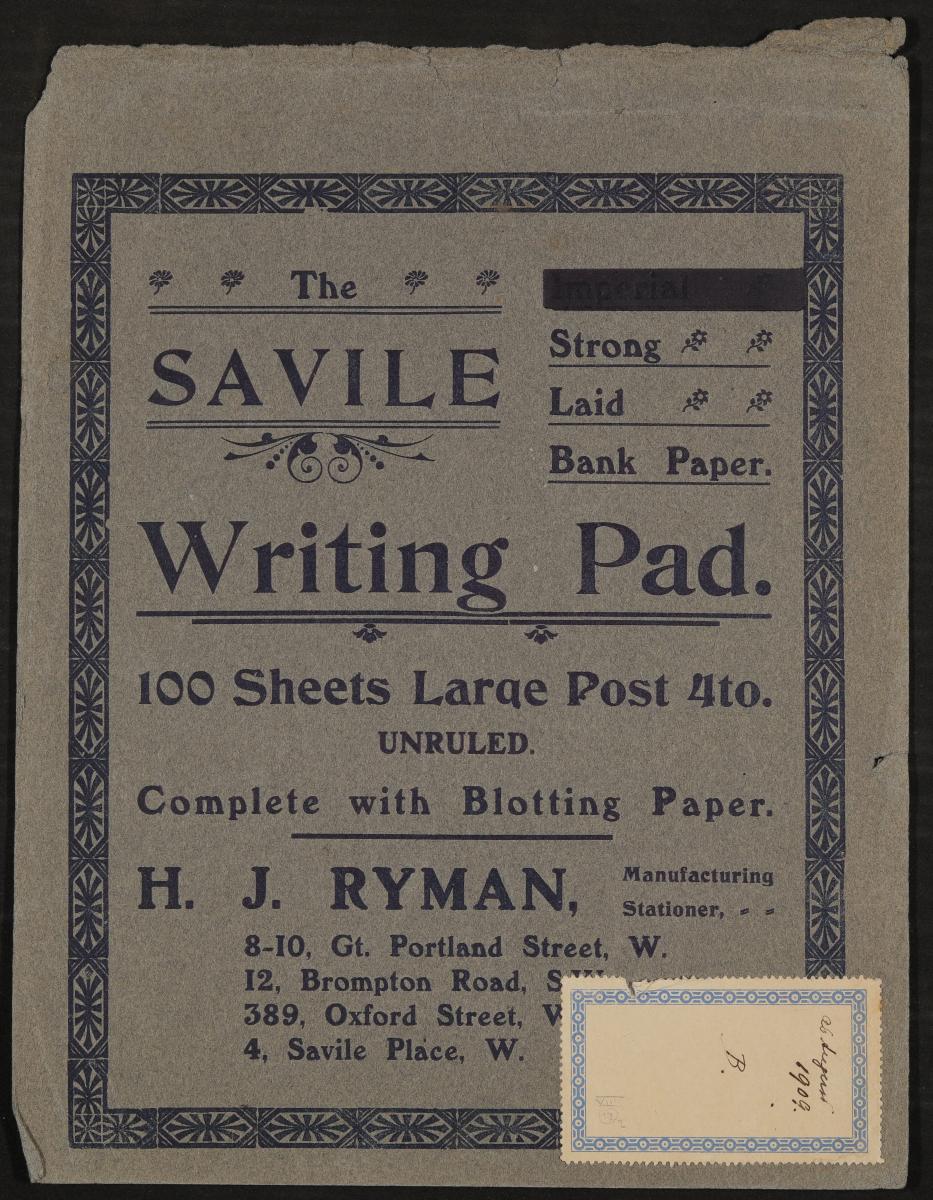 The
SAVILE
Imperial
Strong
Laid
Bank Paper.
Writing Pad.
100 Sheets Large Post 4to.
UNRULED.
Complete with Blotting Paper.
H. J. RYMAN,
Manufacturing
Stationer,
8-10, Gt. Portland Street, W.
12, Brompton Road, S.W.
389, Oxford Street, W
4, Savile Place, W.
1909.
B.